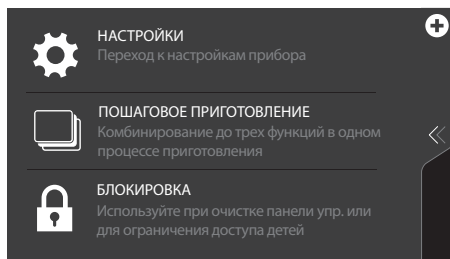 НАСТРОЙКИ
Переход к настройкам прибора
ПОШАГОВОЕ ПРИГОТОВЛЕНИЕ
Комбинирование до трех функций в одном
процессе приготовления
БЛОКИРОВКА
Используйте при очистке панели упр. или
для ограничения доступа детей